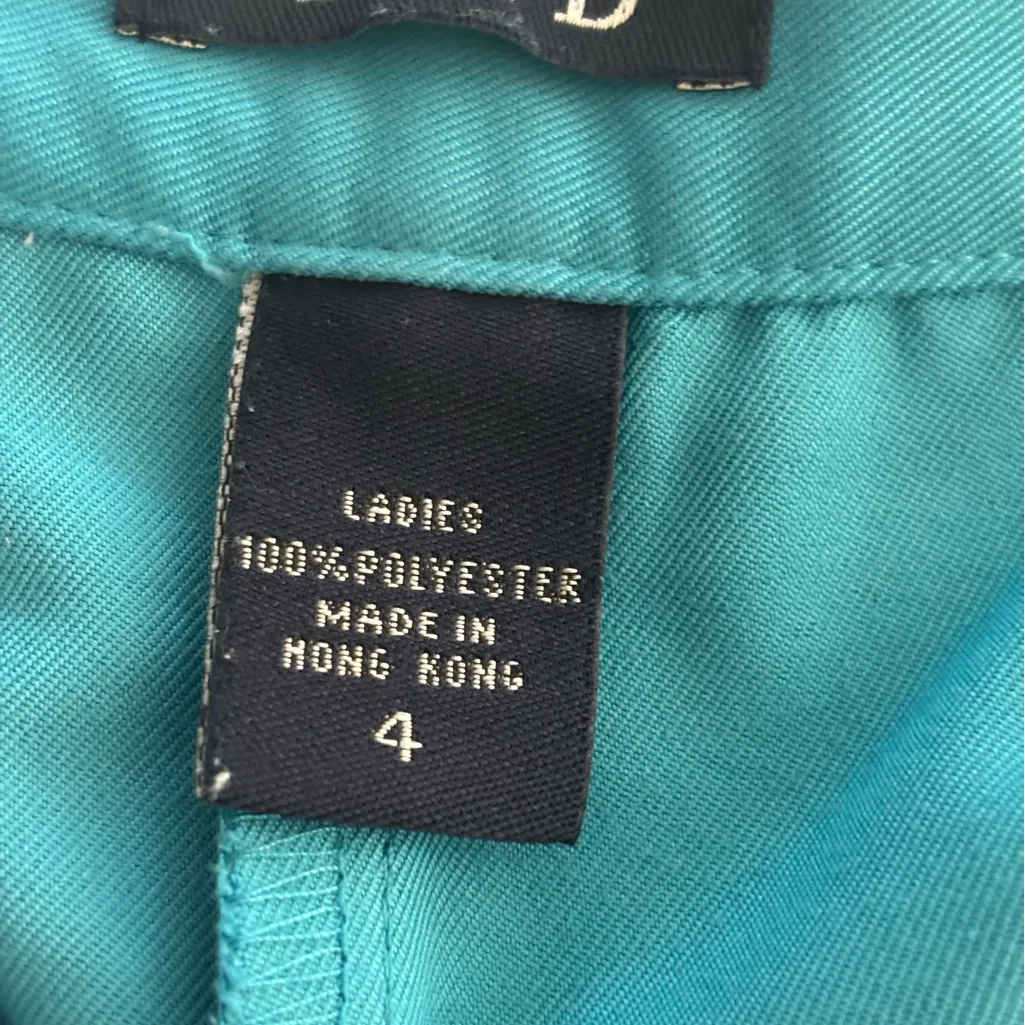 D
LADIES
100%POLYESTER
MADE IN
HONG KONG
4